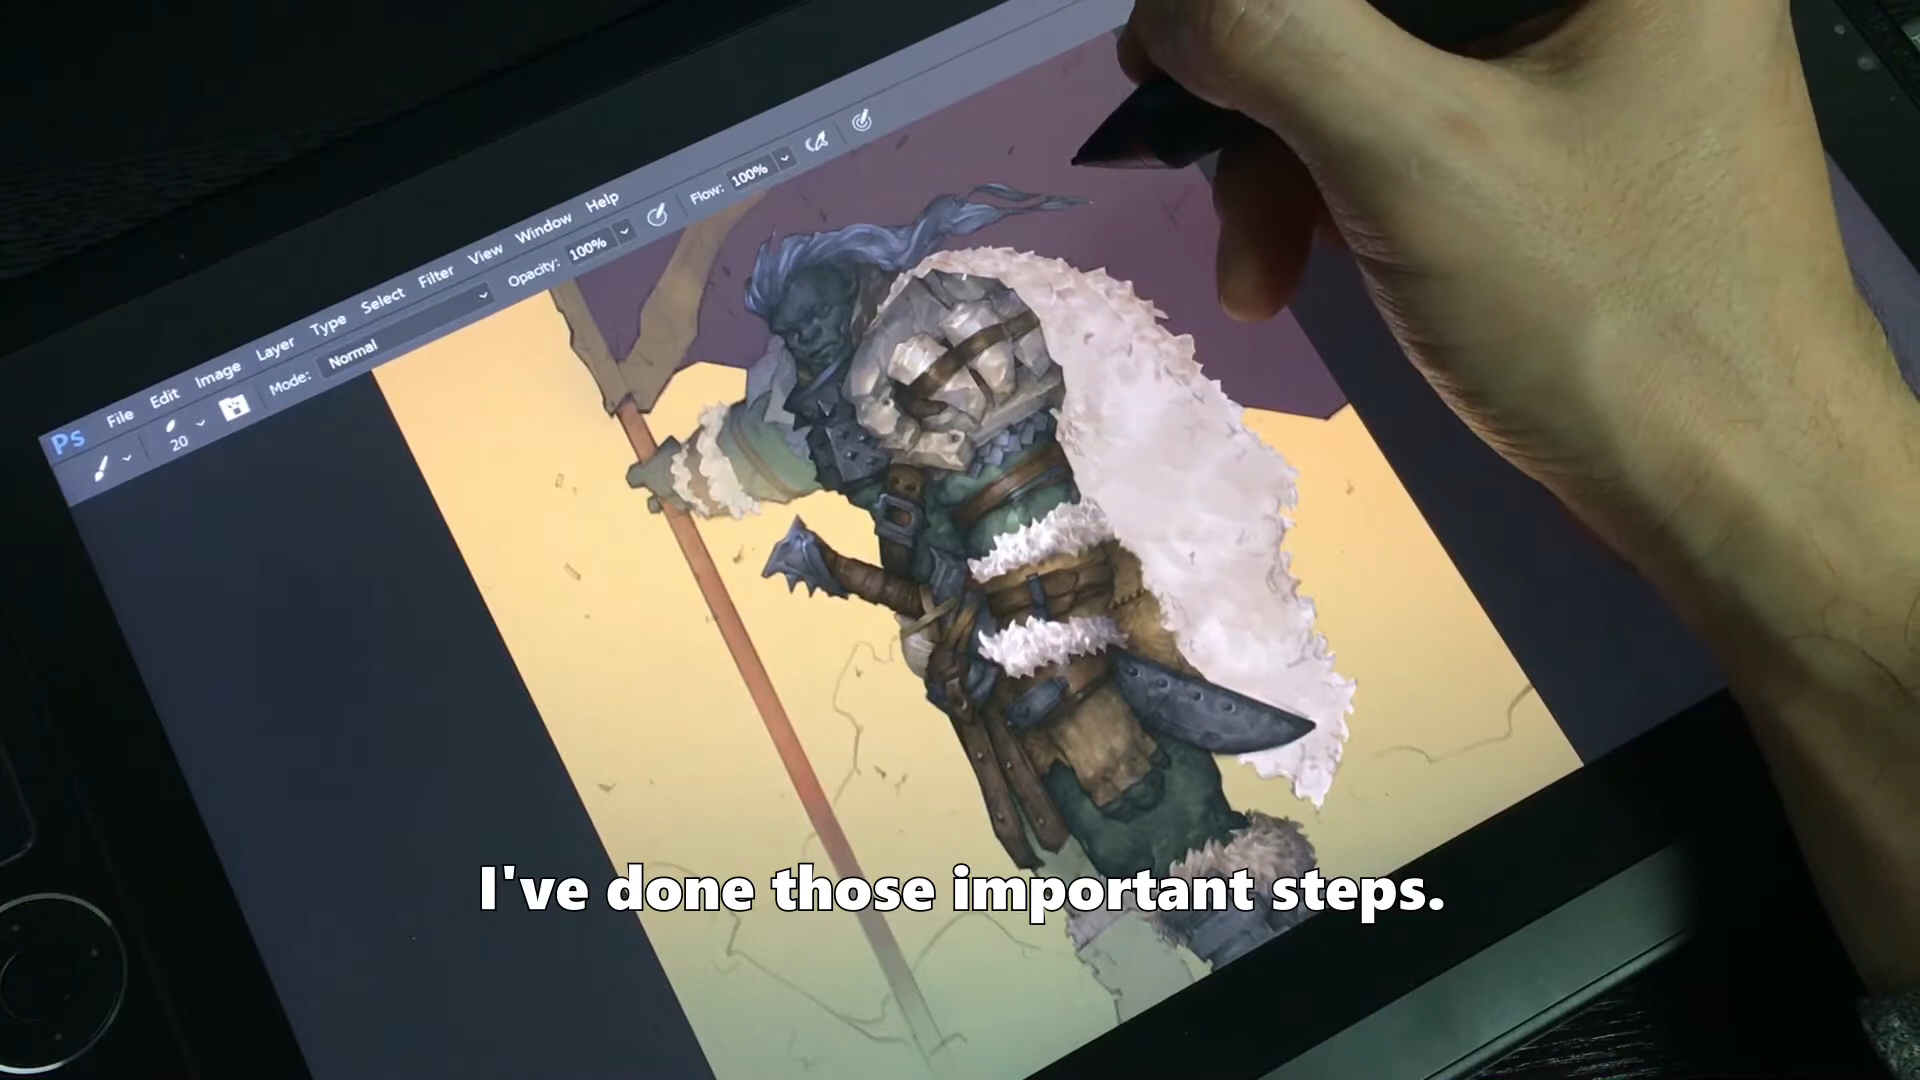 Ps File Edit Image Layer Type Select Filter View Window Help
20 Mode: Normal Opacity: 100% Flow: 100%
I've done those important steps.